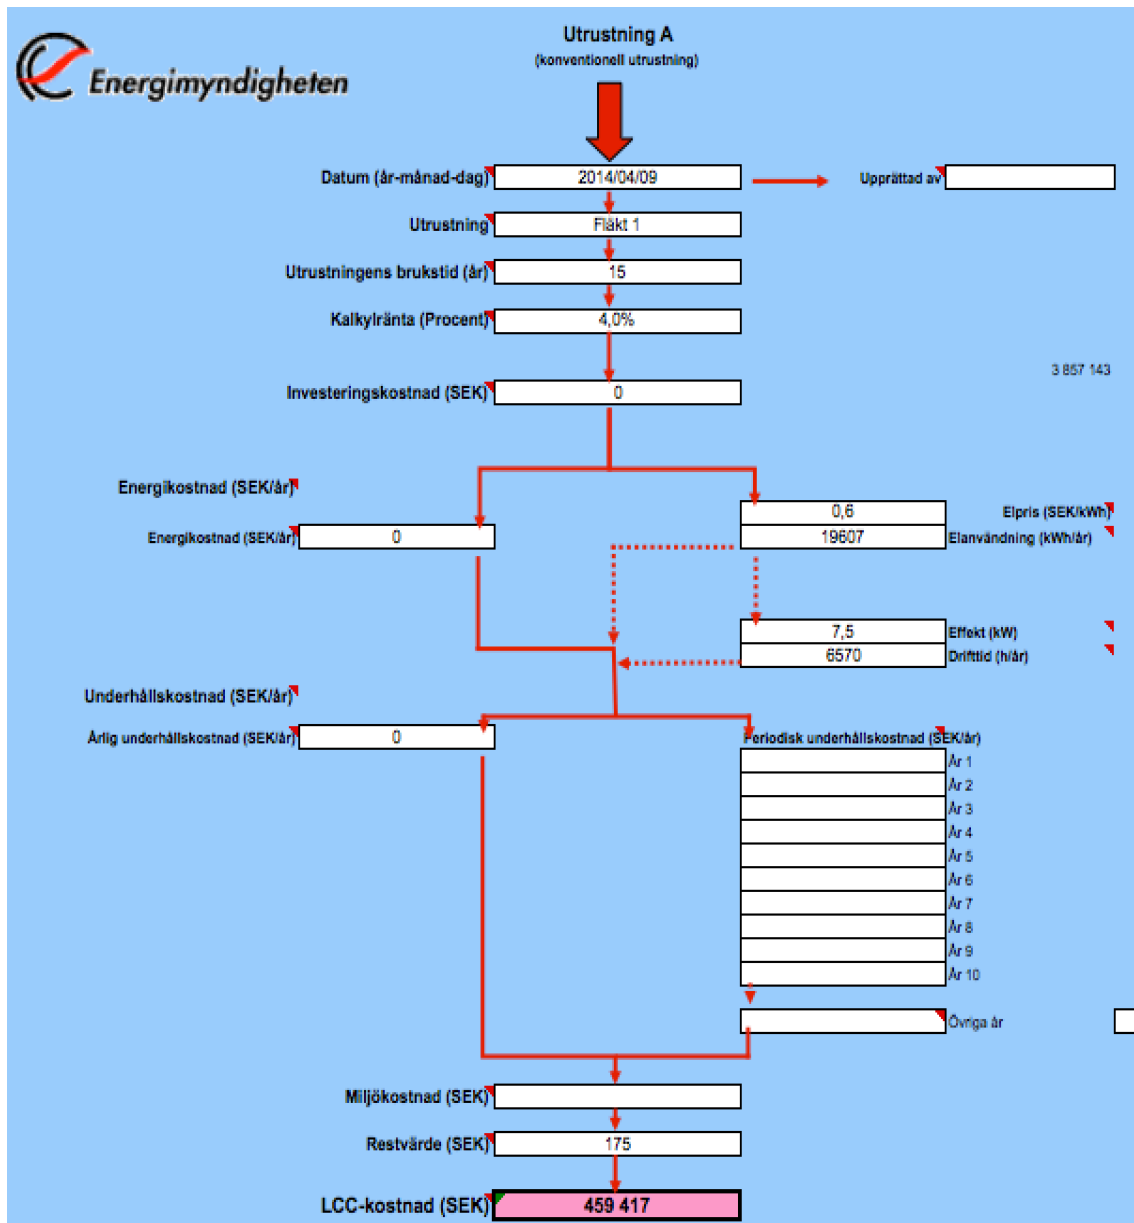 Utrustning A
(konventionell utrustning)
Energimyndigheten
Datum (år-månad-dag) 2014/04/09 Upprättad av
Utrustning Fläkt 1
Utrustningens brukstid (år) 15
Kalkylränta (Procent) 4,0%
3 857 143
Investeringskostnad (SEK) 0
Energikostnad (SEK/år)
0,6 Elpris (SEK/kWh)
Energikostnad (SEK/år) 0 19607 Elanvändning (kWh/år)
7,5 Effekt (kW)
6570 Drifttid (h/år)
Underhållskostnad (SEK/år)
Årlig underhållskostnad (SEK/år) 0 Periodisk underhållskostnad (SEK/år)
År 1
År 2
År 3
År 4
År 5
År 6
År 7
År 8
År 9
År 10
Övriga år
Miljökostnad (SEK)
Restvärde (SEK) 175
LCC-kostnad (SEK) 459 417